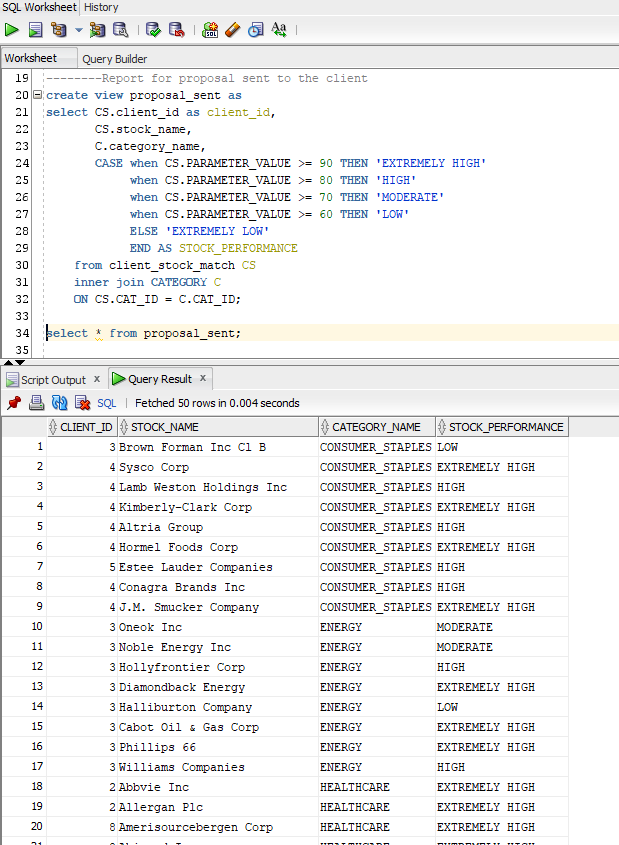 SQL Worksheet History
Worksheet Query Builder
19 --------Report for proposal sent to the client
20 create view proposal_sent as
21 select CS.client_id as client_id,
22 CS.stock_name,
23 C.category_name,
24 CASE when CS.PARAMETER_VALUE >= 90 THEN 'EXTREMELY HIGH'
25 when CS.PARAMETER_VALUE >= 80 THEN 'HIGH'
26 when CS.PARAMETER_VALUE >= 70 THEN 'MODERATE'
27 when CS.PARAMETER_VALUE >= 60 THEN 'LOW'
28 ELSE 'EXTREMELY LOW'
29 END AS STOCK_PERFORMANCE
30 from client_stock_match CS
31 inner join CATEGORY C
32 ON CS.CAT_ID = C.CAT_ID;
33
34 select * from proposal_sent;
35
Script Output x Query Result x
SQL | Fetched 50 rows in 0.004 seconds
CLIENT_ID STOCK_NAME CATEGORY_NAME STOCK_PERFORMANCE
1 3 Brown Forman Inc Cl B CONSUMER_STAPLES LOW
2 4 Sysco Corp CONSUMER_STAPLES EXTREMELY HIGH
3 4 Lamb Weston Holdings Inc CONSUMER_STAPLES HIGH
4 4 Kimberly-Clark Corp CONSUMER_STAPLES EXTREMELY HIGH
5 4 Altria Group CONSUMER_STAPLES HIGH
6 4 Hormel Foods Corp CONSUMER_STAPLES EXTREMELY HIGH
7 5 Estee Lauder Companies CONSUMER_STAPLES HIGH
8 4 Conagra Brands Inc CONSUMER_STAPLES HIGH
9 4 J.M. Smucker Company CONSUMER_STAPLES EXTREMELY HIGH
10 3 Oneok Inc ENERGY MODERATE
11 3 Noble Energy Inc ENERGY MODERATE
12 3 Hollyfrontier Corp ENERGY HIGH
13 3 Diamondback Energy ENERGY EXTREMELY HIGH
14 3 Halliburton Company ENERGY LOW
15 3 Cabot Oil & Gas Corp ENERGY EXTREMELY HIGH
16 3 Phillips 66 ENERGY EXTREMELY HIGH
17 3 Williams Companies ENERGY HIGH
18 2 Abbvie Inc HEALTHCARE EXTREMELY HIGH
19 2 Allergan Plc HEALTHCARE EXTREMELY HIGH
20 8 Amerisourcebergen Corp HEALTHCARE EXTREMELY HIGH